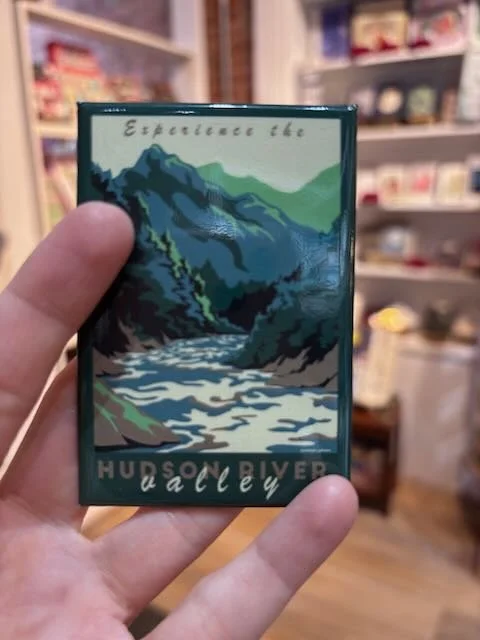 Experience the
HUDSON RIVER
valley